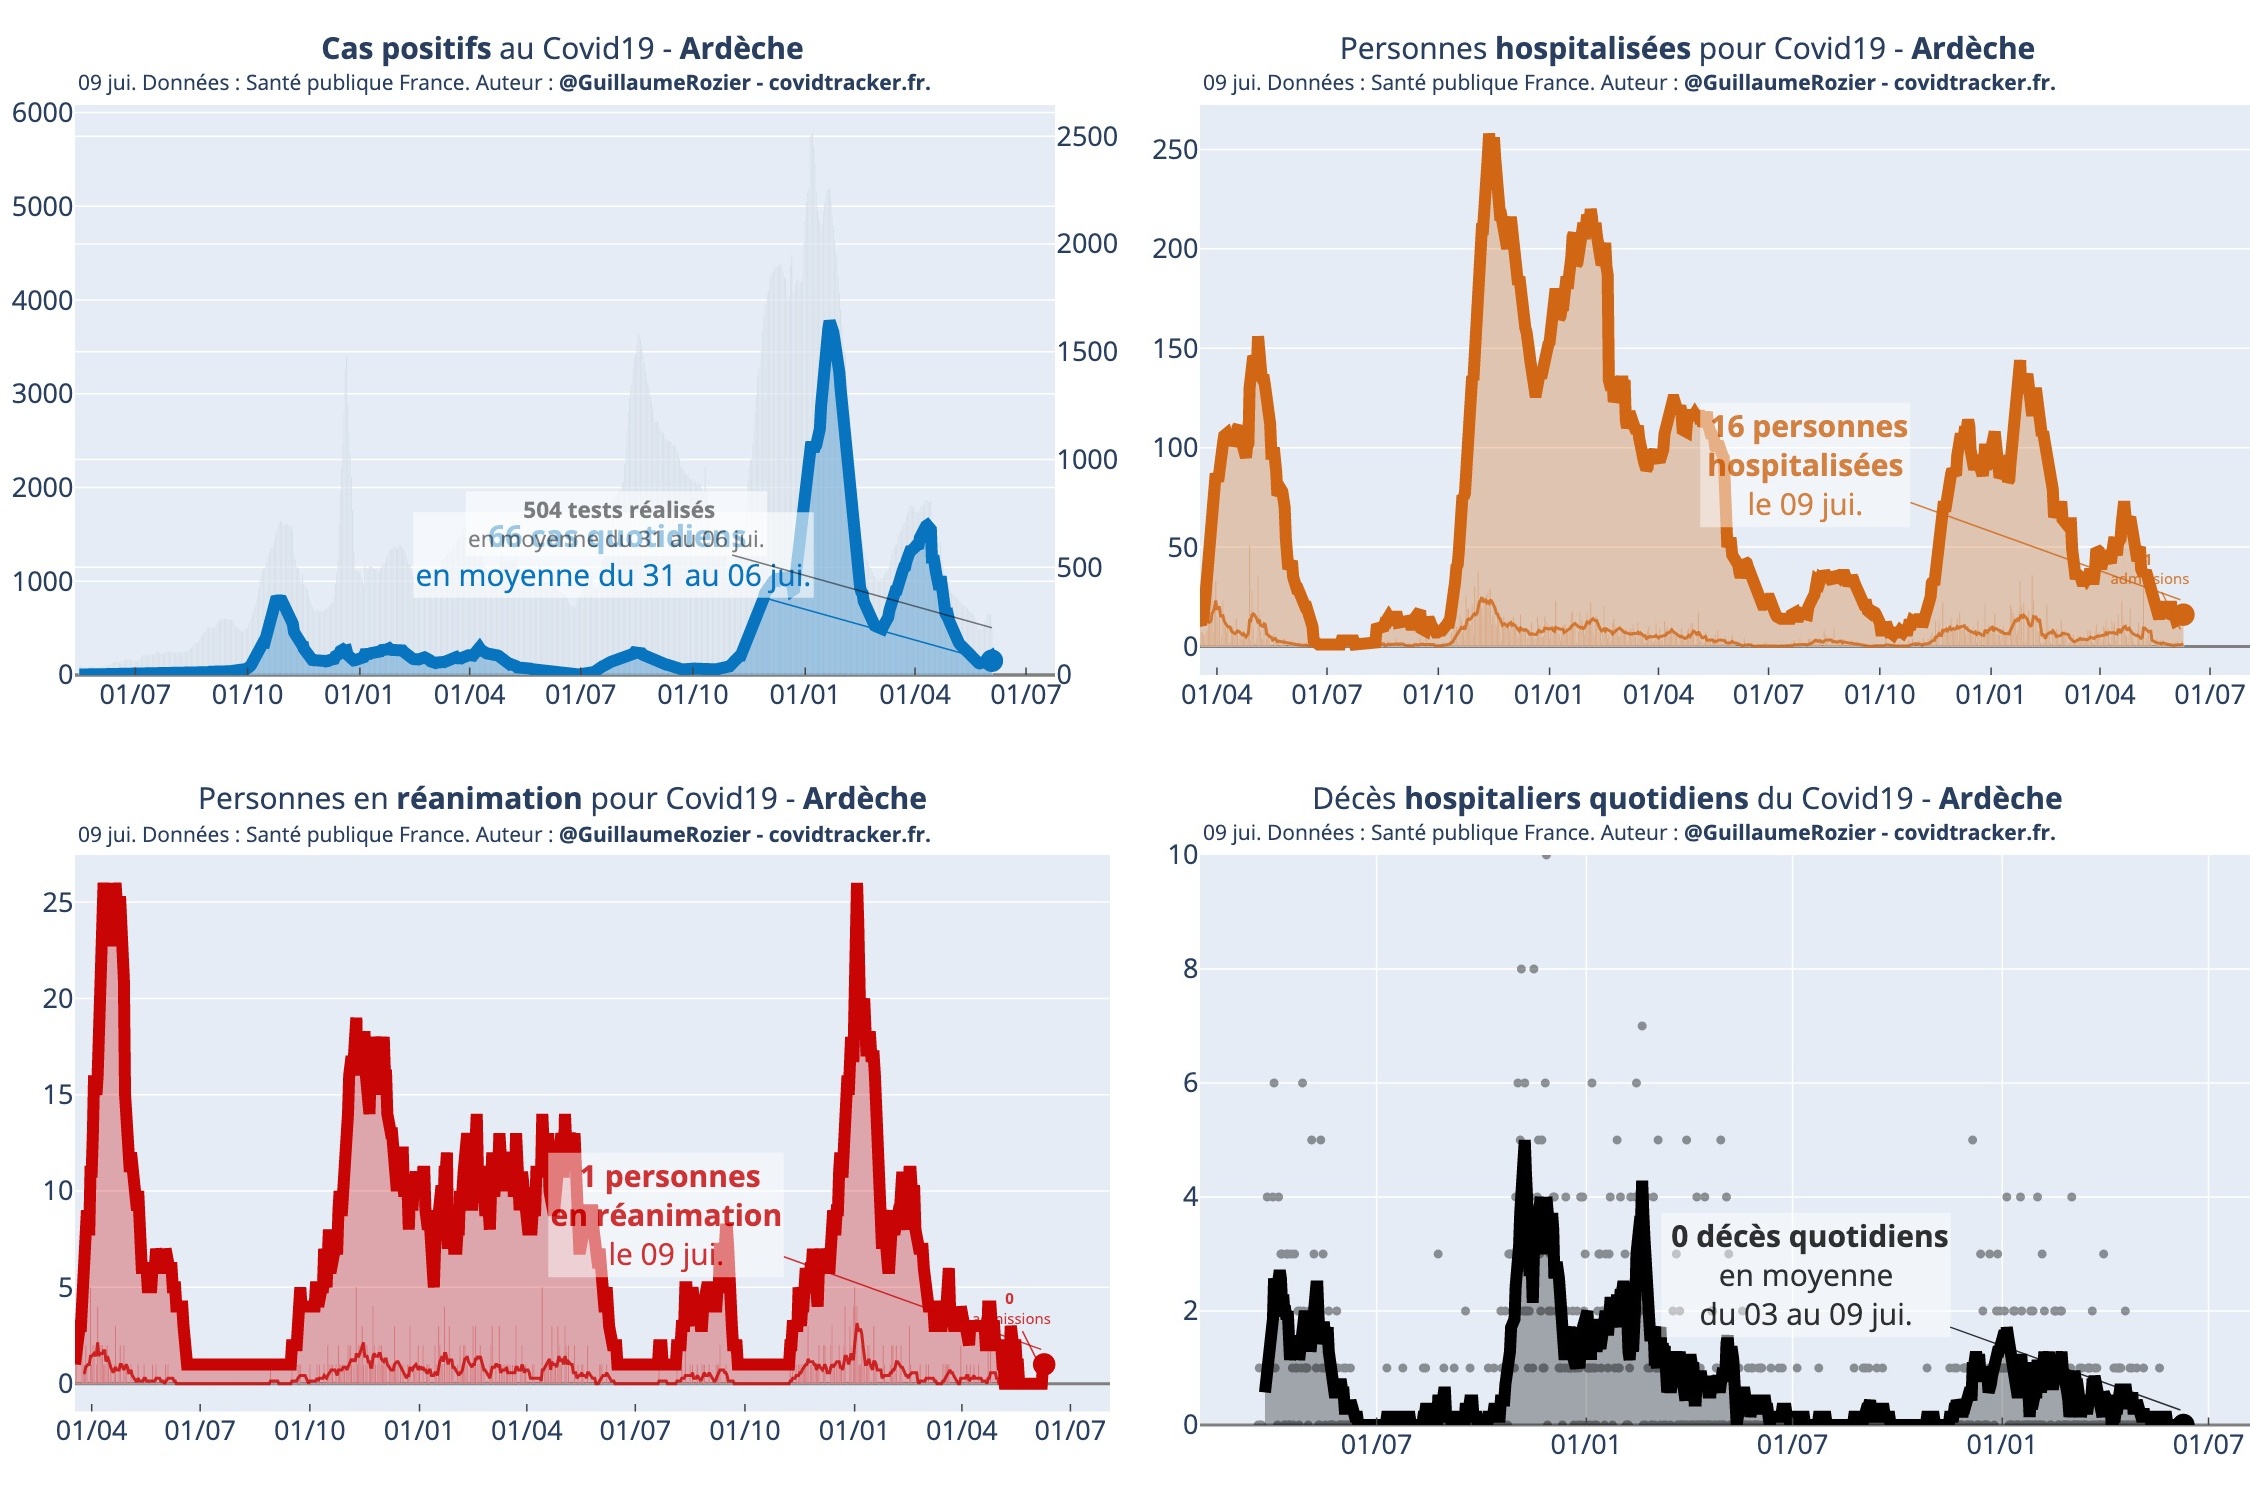 Cas positifs au Covid19 - Ardèche
09 jui. Données : Santé publique France. Auteur : @GuillaumeRozier - covidtracker.fr.
6000
5000
4000
3000
2000
1000
0
2500
2000
1500
1000
500
0
504 tests réalisés
en moyenne du 31 au 06 jui.
66 cas quotidiens
en moyenne du 31 au 06 jui.
01/07 01/10 01/01 01/04 01/07 01/10 01/01 01/04 01/07
Personnes hospitalisées pour Covid19 - Ardèche
09 jui. Données : Santé publique France. Auteur : @GuillaumeRozier - covidtracker.fr.
250
200
150
100
50
0
16 personnes
hospitalisées
le 09 jui.
1
admissions
01/04 01/07 01/10 01/01 01/04 01/07 01/10 01/01 01/04 01/07
Personnes en réanimation pour Covid19 - Ardèche
09 jui. Données : Santé publique France. Auteur : @GuillaumeRozier - covidtracker.fr.
25
20
15
10
5
0
1 personnes
en réanimation
le 09 jui.
0
admissions
01/04 01/07 01/10 01/01 01/04 01/07 01/10 01/01 01/04 01/07
Décès hospitaliers quotidiens du Covid19 - Ardèche
09 jui. Données : Santé publique France. Auteur : @GuillaumeRozier - covidtracker.fr.
10
8
6
4
2
0
0 décès quotidiens
en moyenne
du 03 au 09 jui.
01/07 01/01 01/07 01/01 01/07